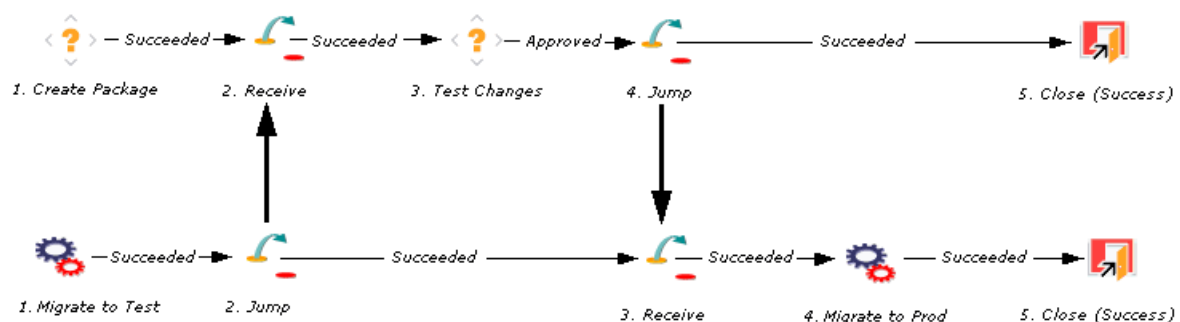 Succeeded
Succeeded
Approved
Succeeded
1. Create Package
2. Receive
3. Test Changes
4. Jump
5. Close (Success)
Succeeded
Succeeded
Succeeded
Succeeded
1. Migrate to Test
2. Jump
3. Receive
4. Migrate to Prod
5. Close (Success)